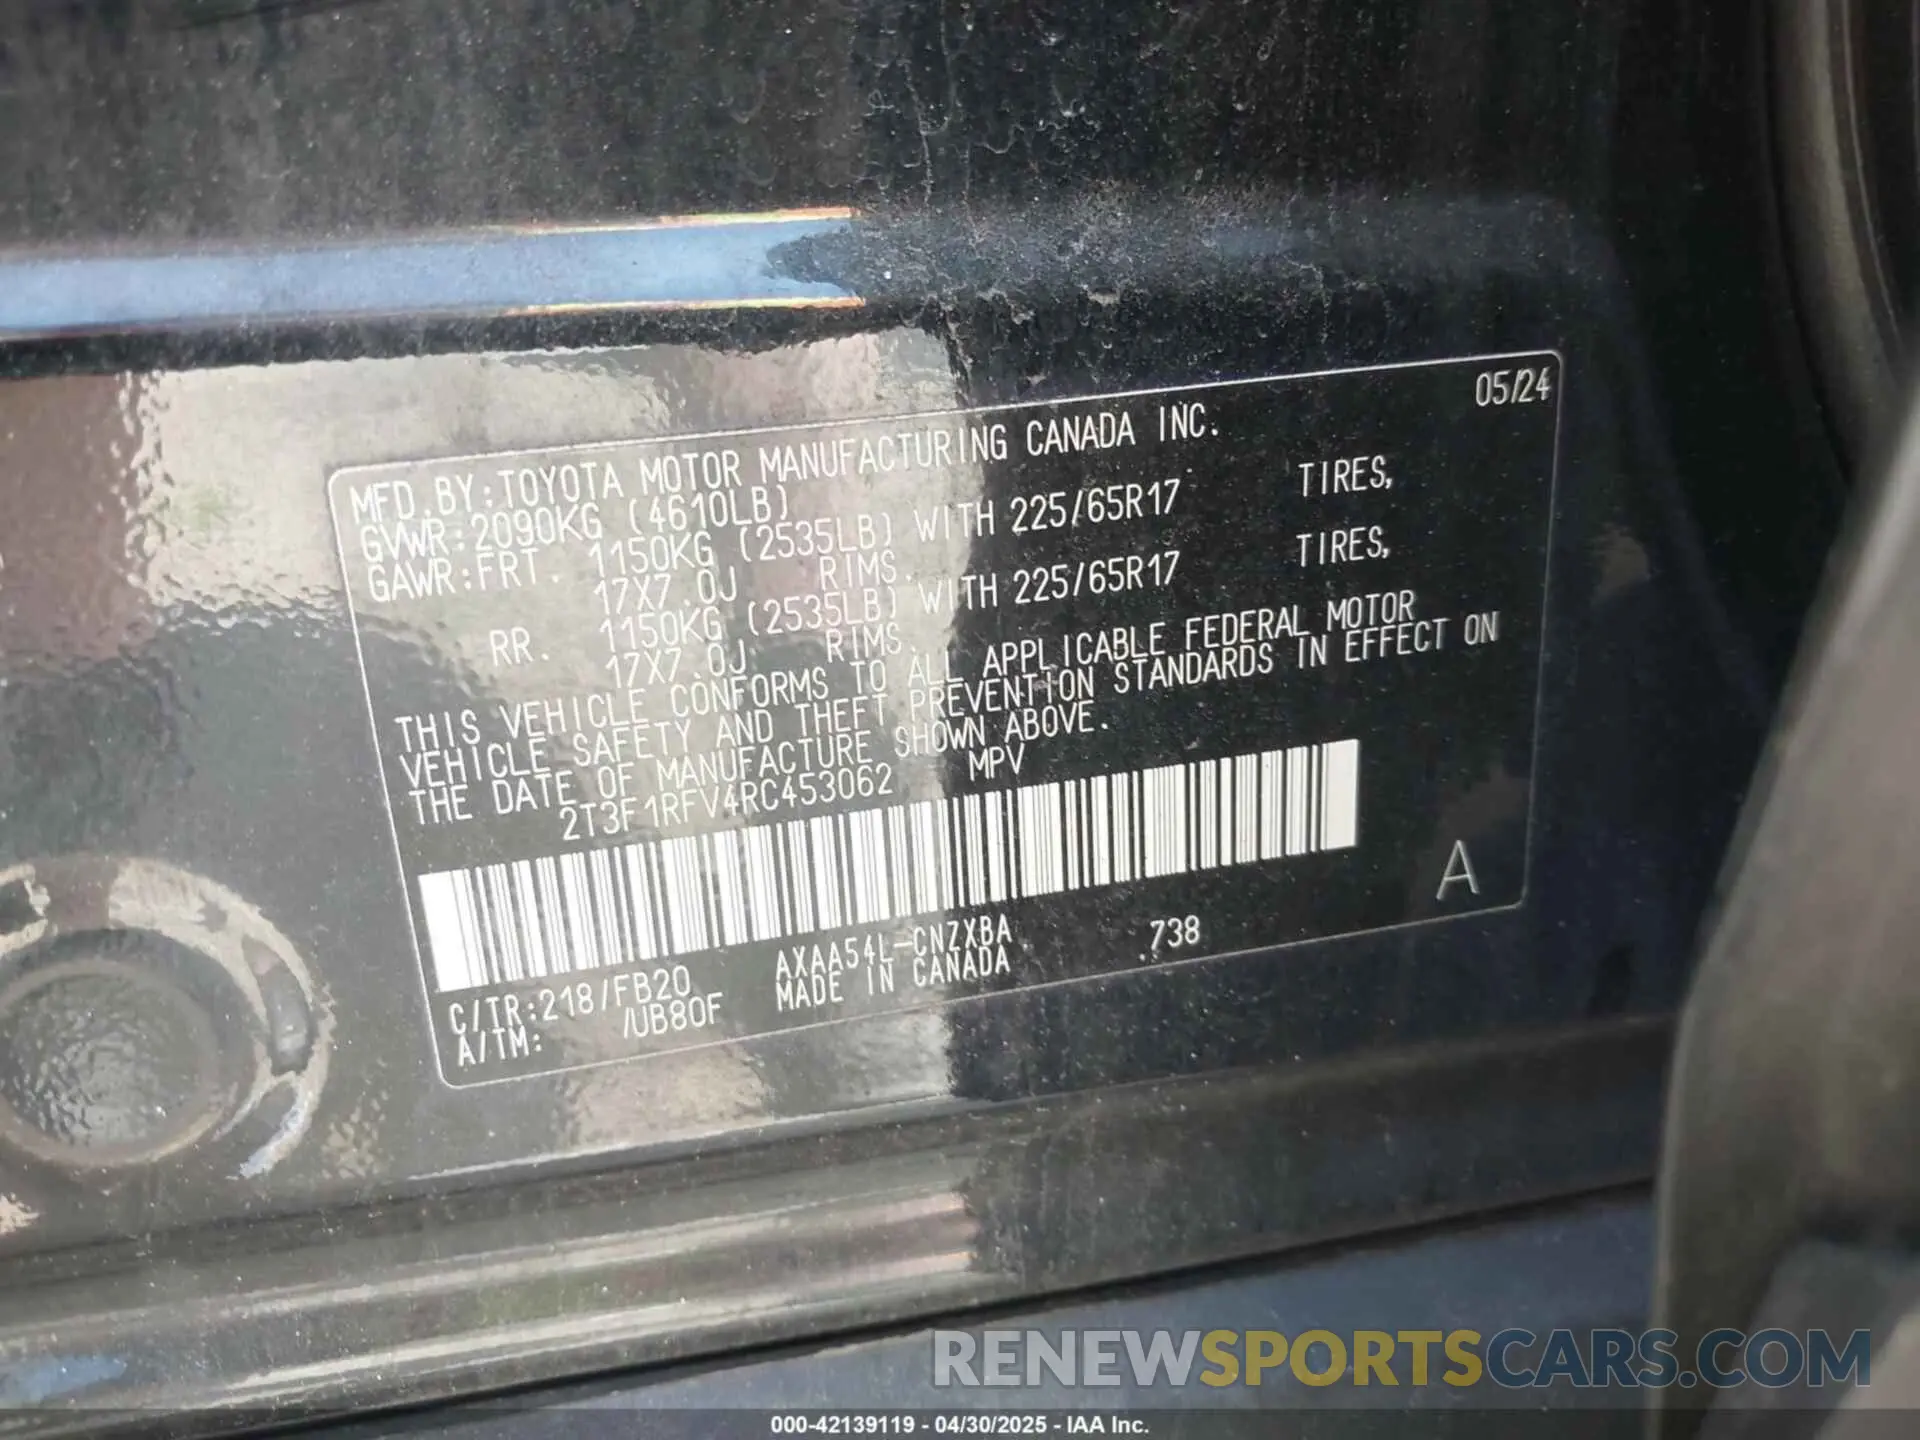 05/24
MFD.BY:TOYOTA MOTOR MANUFACTURING CANADA INC.
GVWR:2090KG (4610LB)
GAWR:FRT. 1150KG (2535LB) WITH 225/65R17 TIRES,
17X7.0J RIMS.
RR. 1150KG (2535LB) WITH 225/65R17 TIRES,
17X7.0J RIMS.
THIS VEHICLE CONFORMS TO ALL APPLICABLE FEDERAL MOTOR
VEHICLE SAFETY AND THEFT PREVENTION STANDARDS IN EFFECT ON
THE DATE OF MANUFACTURE SHOWN ABOVE.
2T3F1RFV4RC453062 MPV
A
C/TR:218/FB20 AXAA54L-CNZXBA 738
A/TM: /UB80F MADE IN CANADA
RENEWSPORTSCARS.COM
000-42139119 - 04/30/2025 - IAA Inc.